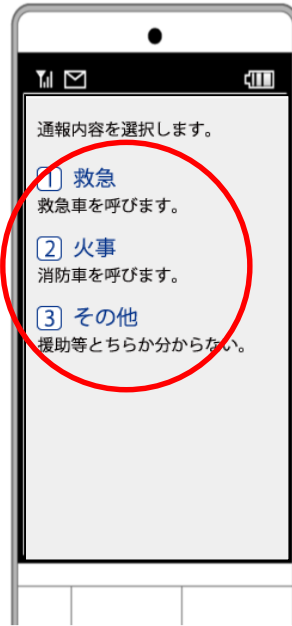 通報内容を選択します。
1 救急
救急車を呼びます。
2 火事
消防車を呼びます。
3 その他
援助等とちらか分からない。